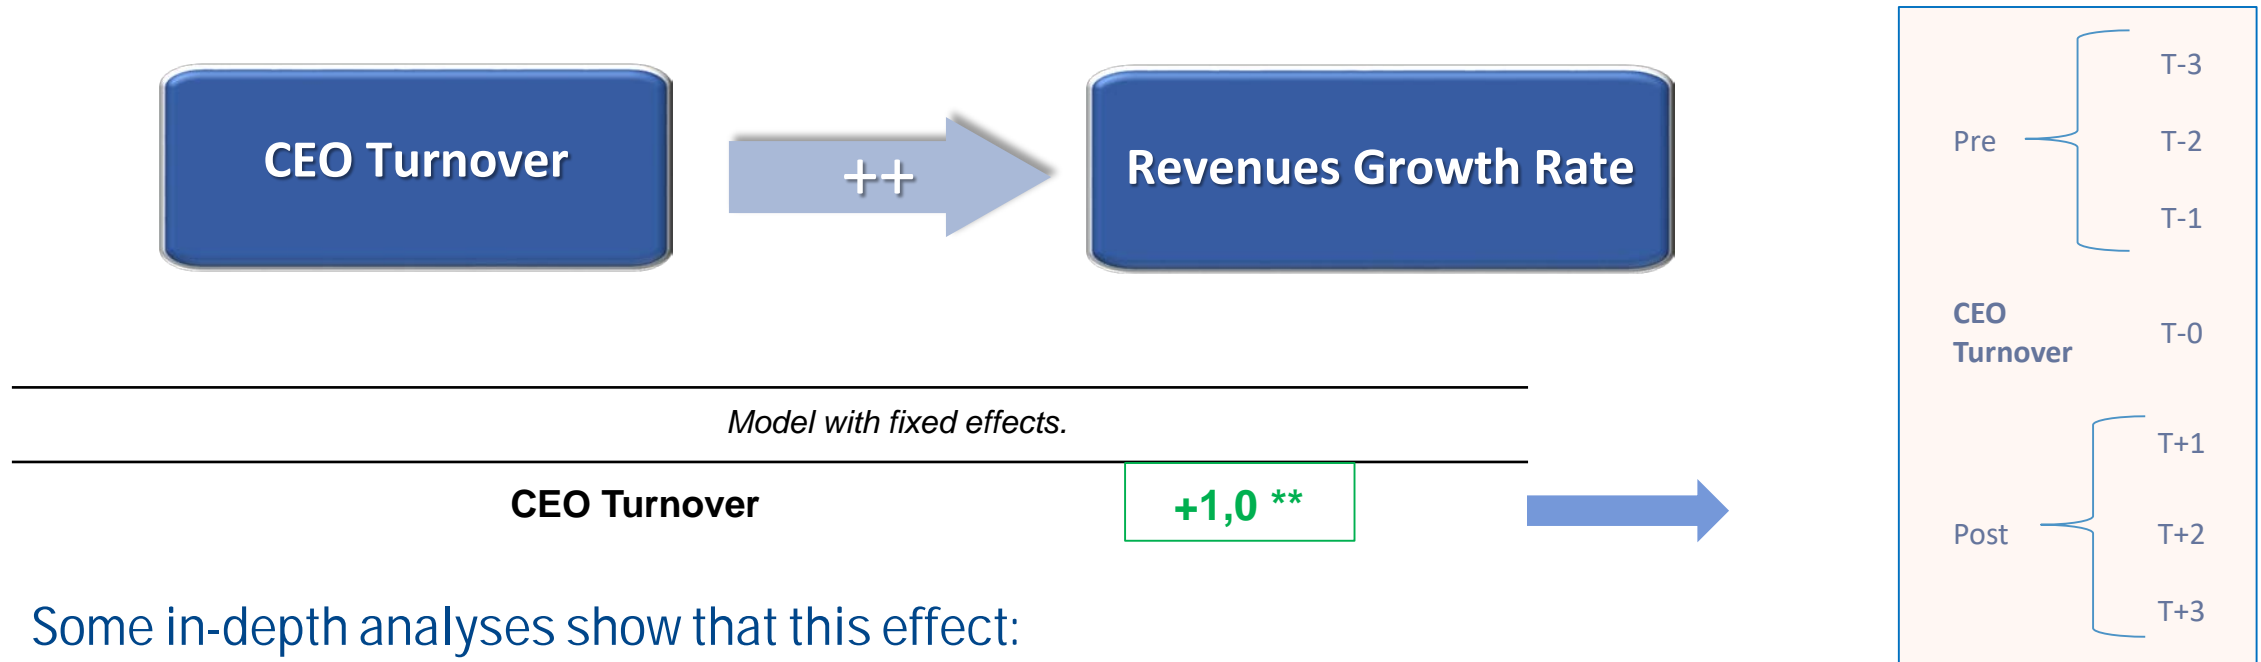 CEO Turnover
++
Revenues Growth Rate
Model with fixed effects.
CEO Turnover
+1,0 **
Some in-depth analyses show that this effect:
Pre
T-3
T-2
T-1
CEO
Turnover
T-0
Post
T+1
T+2
T+3